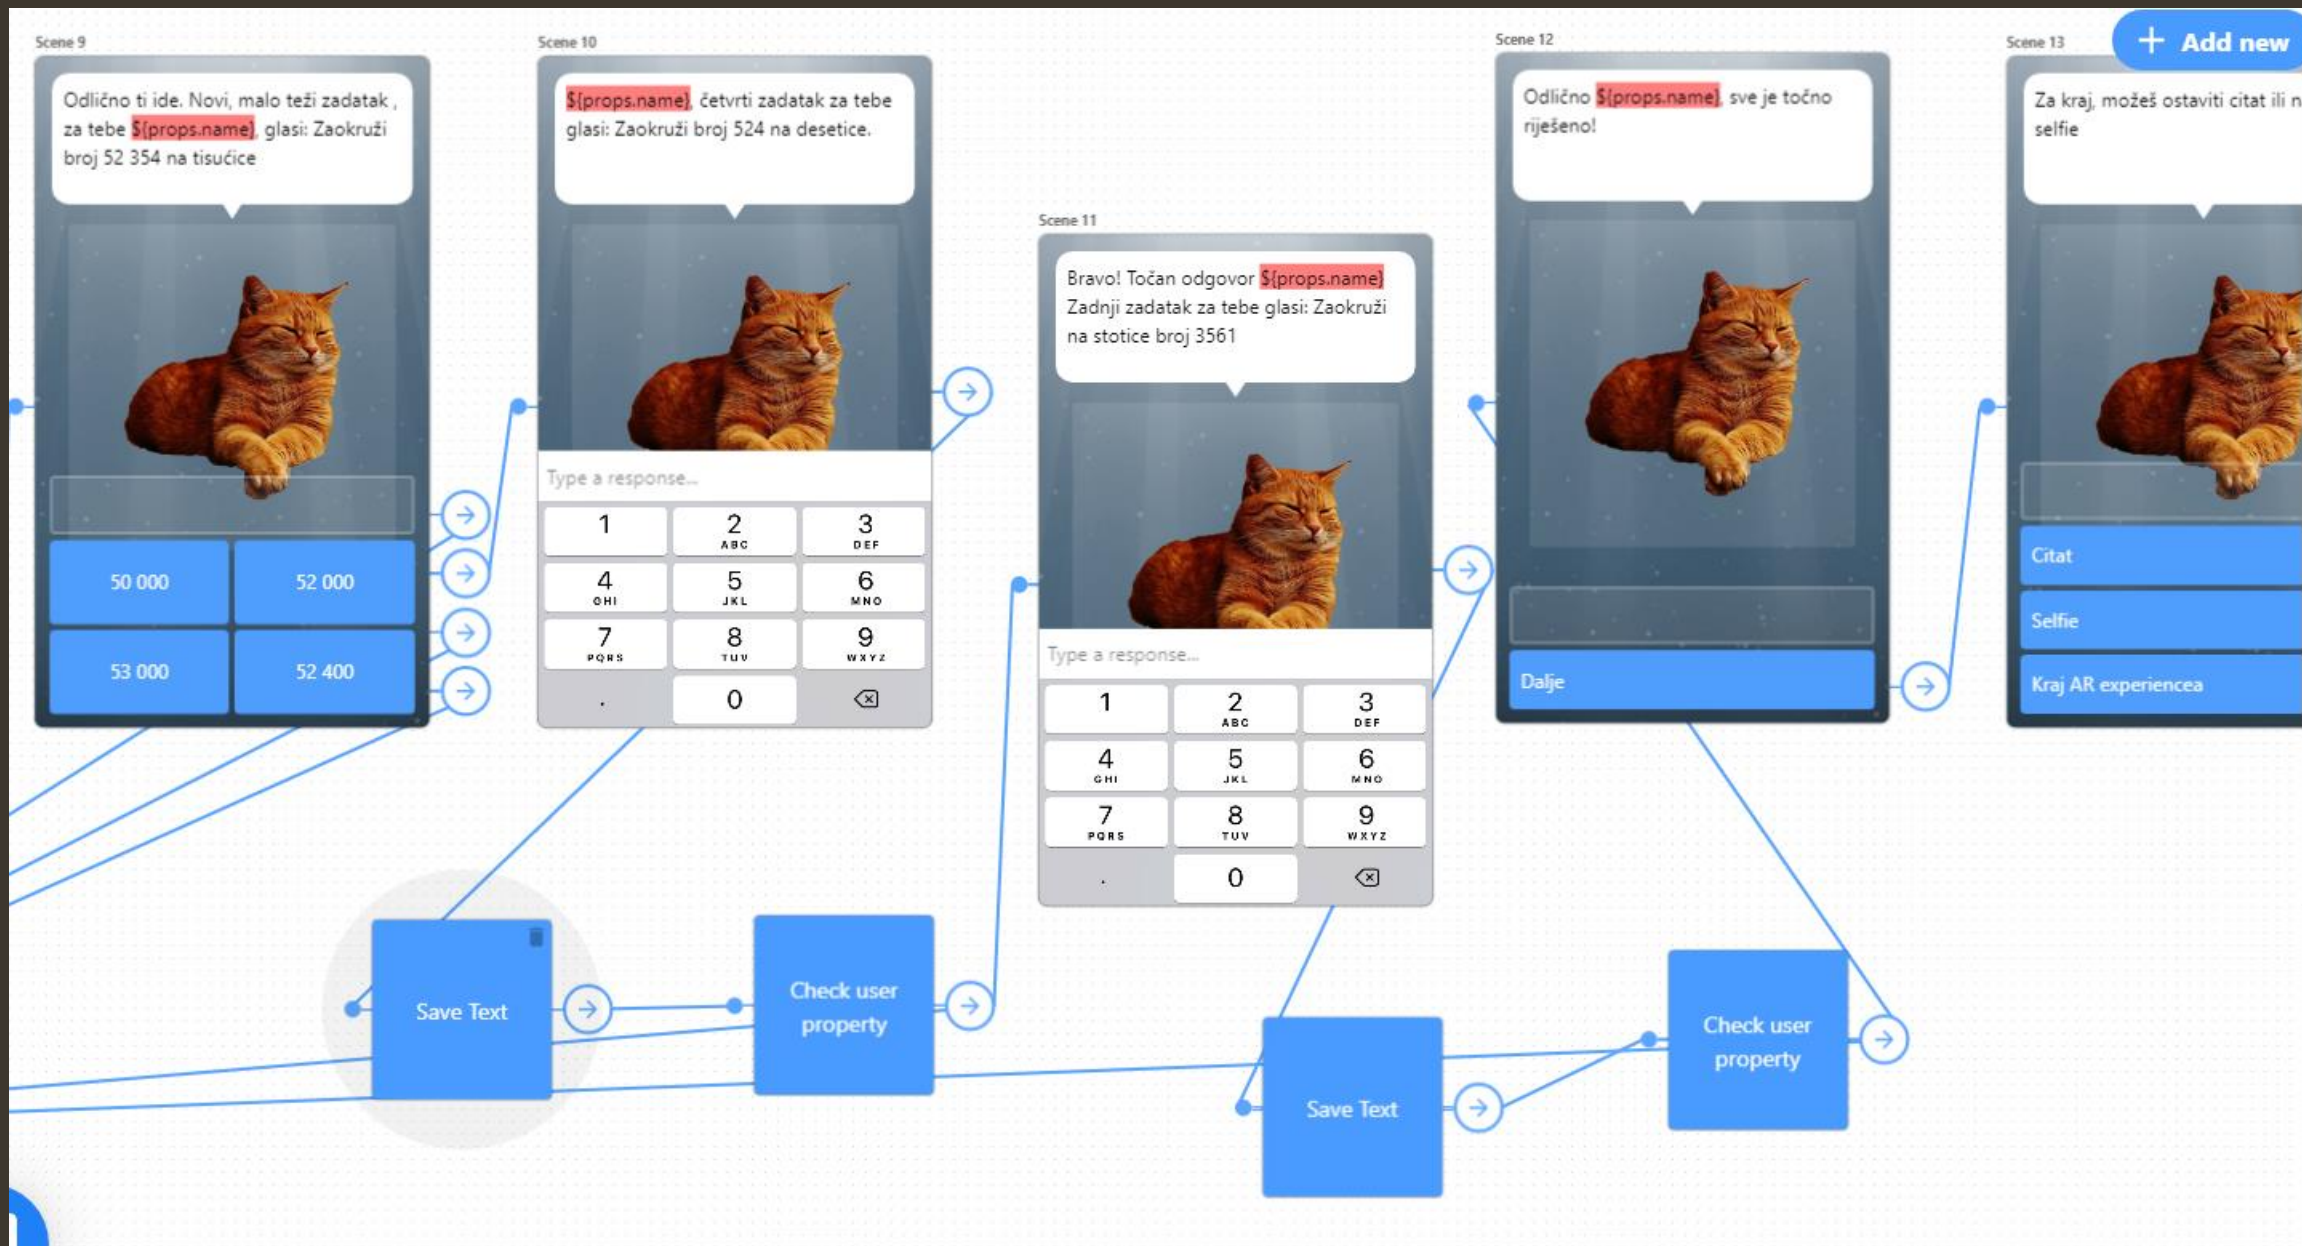 Scene 9
Odlično ti ide. Novi, malo teži zadatak ,
za tebe ${props.name}, glasi: Zaokruži
broj 52 354 na tisućice
50 000
52 000
53 000
52 400
Scene 10
${props.name}, četvrti zadatak za tebe
glasi: Zaokruži broj 524 na desetice.
Type a response...
1
2
ABC
3
DEF
4
GHI
5
JKL
6
MNO
7
PQRS
8
TUV
9
WXYZ
.
0
Scene 11
Bravo! Točan odgovor ${props.name}
Zadnji zadatak za tebe glasi: Zaokruži
na stotice broj 3561
Type a response...
1
2
ABC
3
DEF
4
GHI
5
JKL
6
MNO
7
PQRS
8
TUV
9
WXYZ
.
0
Scene 12
Odlično ${props.name}, sve je točno
riješeno!
Dalje
Scene 13
+ Add new
Za kraj, možeš ostaviti citat ili
selfie
Citat
Selfie
Kraj AR experiencea
Save Text
Check user
property
Save Text
Check user
property